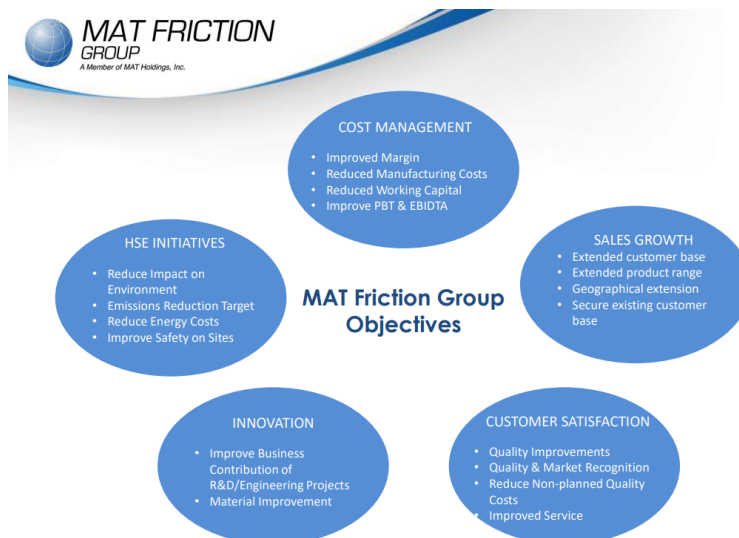 MAT FRICTION
GROUP
A Member of MAT Holdings, Inc.
COST MANAGEMENT
• Improved Margin
• Reduced Manufacturing Costs
• Reduced Working Capital
• Improve PBT & EBIDTA
HSE INITIATIVES
• Reduce Impact on
Environment
• Emissions Reduction Target
• Reduce Energy Costs
• Improve Safety on Sites
MAT Friction Group
Objectives
SALES GROWTH
• Extended customer base
• Extended product range
• Geographical extension
• Secure existing customer
base
INNOVATION
• Improve Business
Contribution of
R&D/Engineering Projects
• Material Improvement
CUSTOMER SATISFACTION
• Quality Improvements
• Quality & Market Recognition
• Reduce Non-planned Quality
Costs
• Improved Service